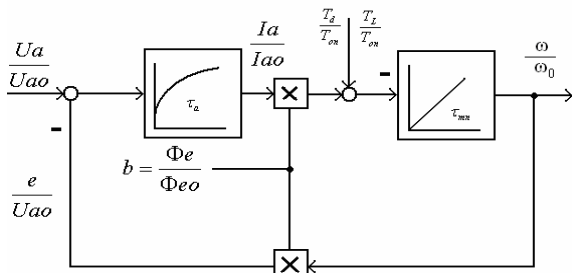 Ua
Uao
−
τa
Ia
Iao
×
Td
Ton
TL
Ton
−
τmn
ω
ω0
b = Φe
Φeo
e
Uao
×